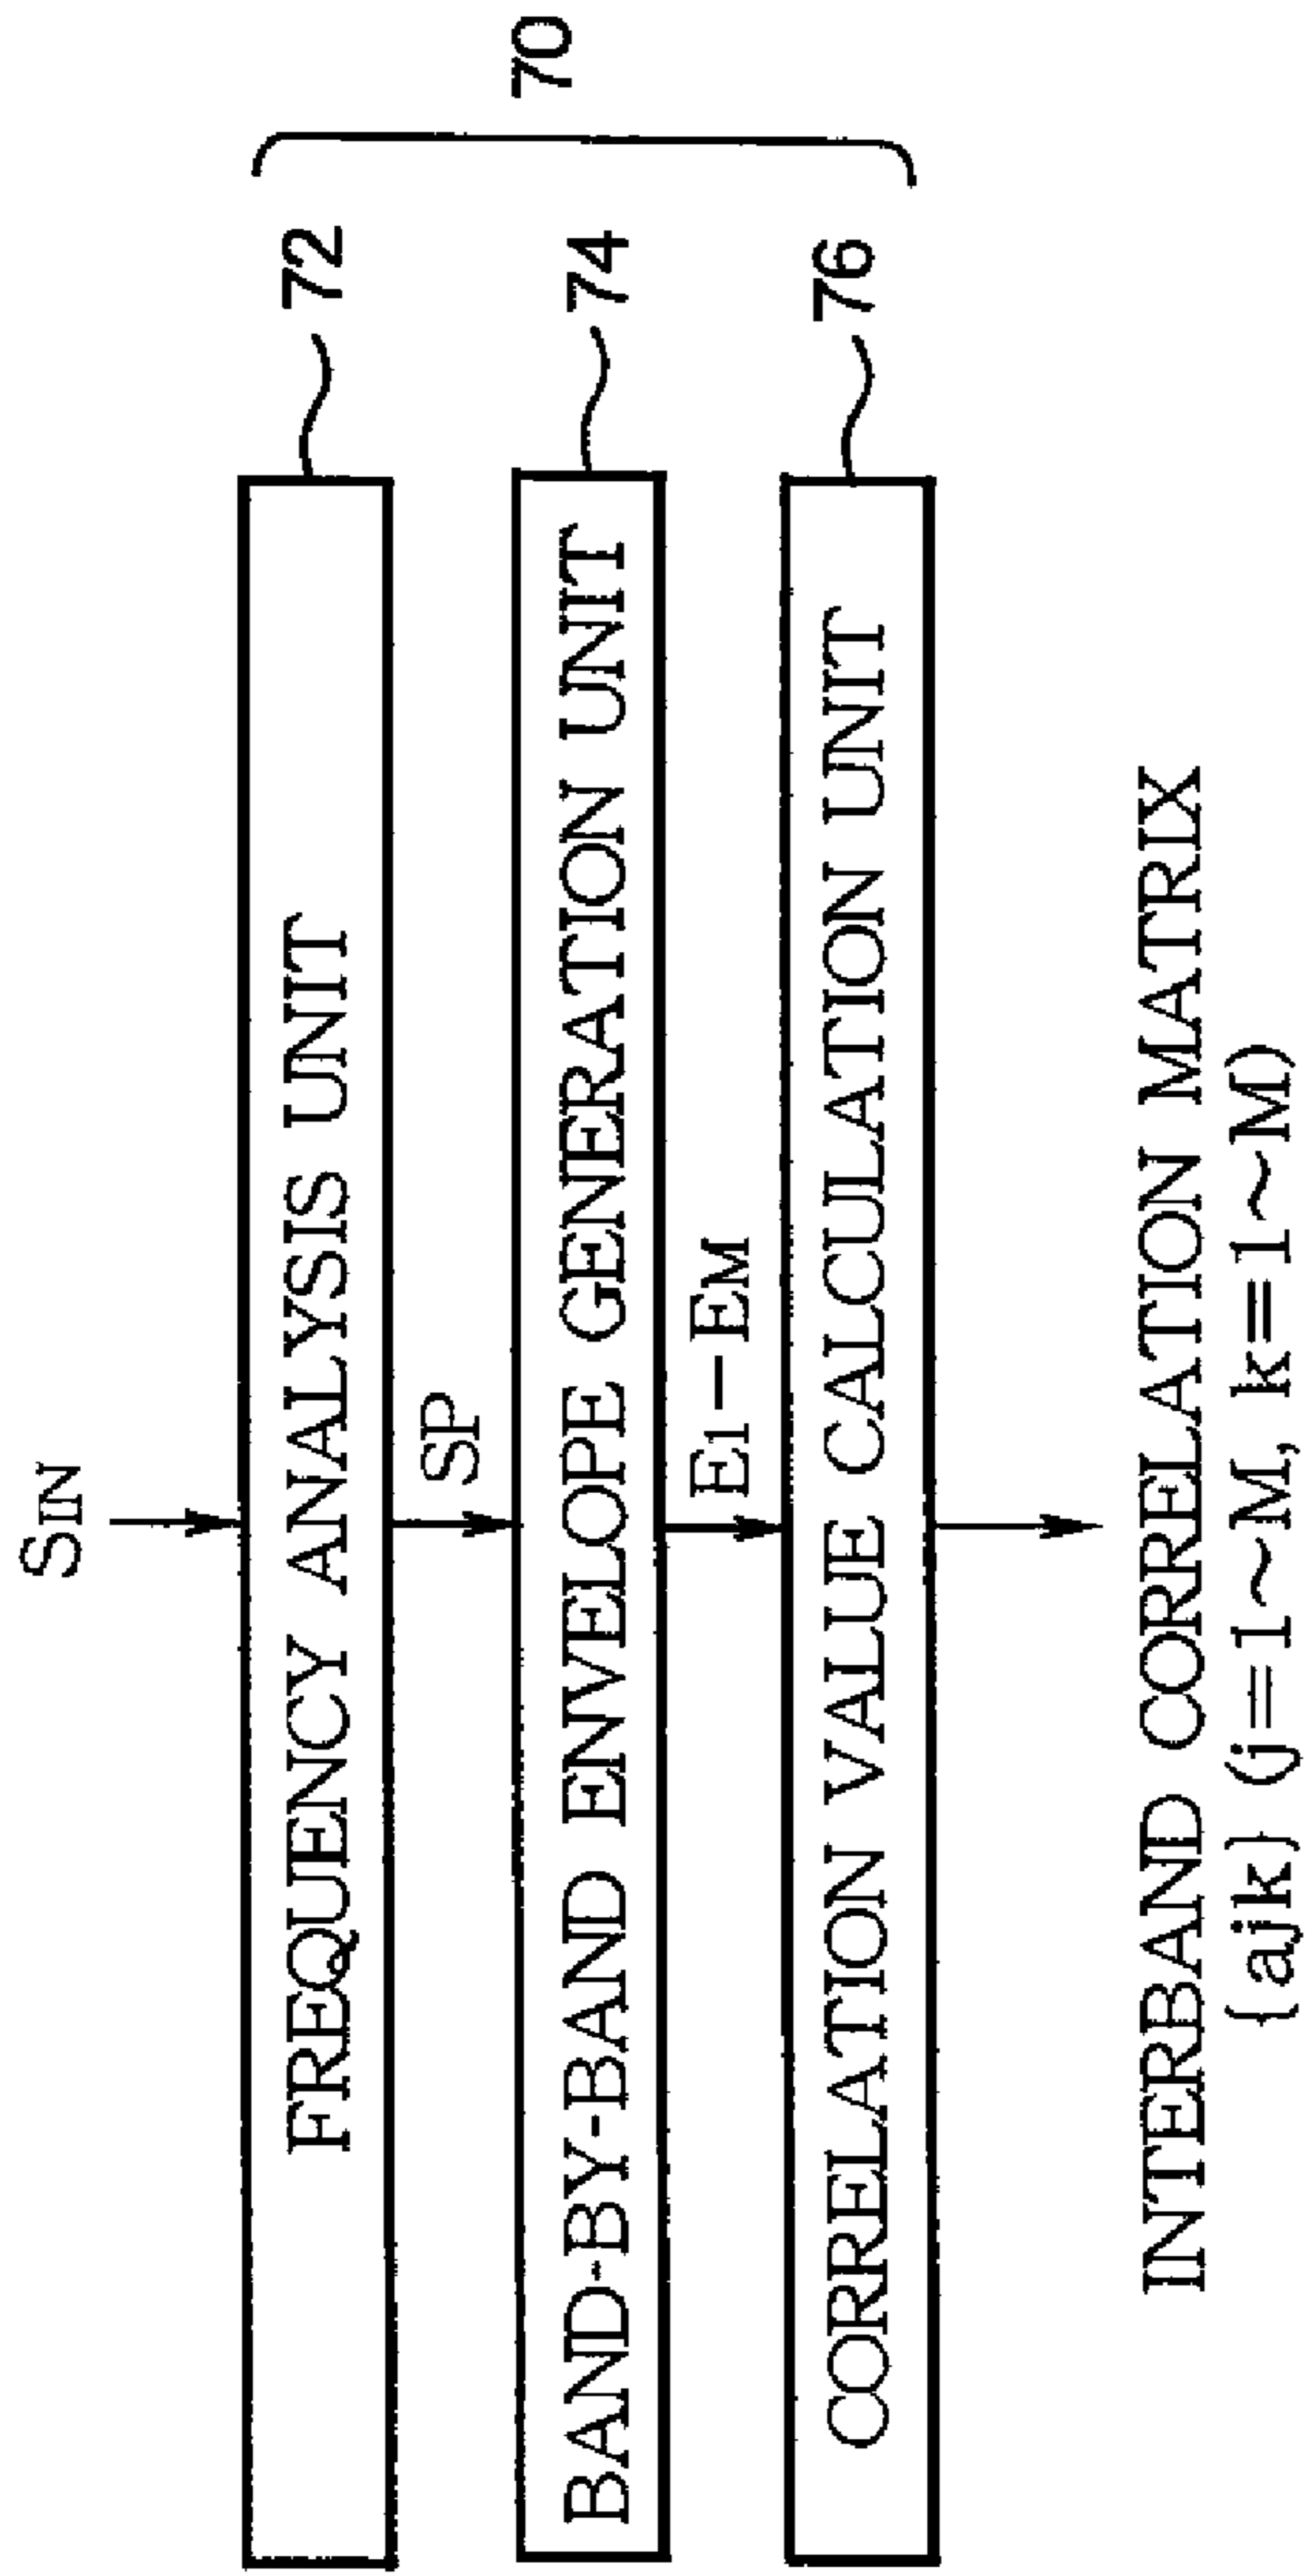 SIN
FREQUENCY ANALYSIS UNIT
72
SP
BAND-BY-BAND ENVELOPE GENERATION UNIT
74
70
E1-EM
CORRELATION VALUE CALCULATION UNIT
76
INTERBAND CORRELATION MATRIX
{ajk} (j=1~M, k=1~M)